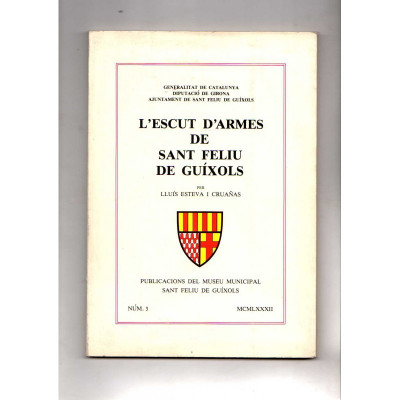 GENERALITAT DE CATALUNYA
DIPUTACIÓ DE GIRONA
AJUNTAMENT DE SANT FELIU DE GUÍXOLS
L'ESCUT D'ARMES
DE
SANT FELIU
DE GUÍXOLS
PER
LLUÍS ESTEVA I CRUAÑAS
PUBLICACIONS DEL MUSEU MUNICIPAL
SANT FELIU DE GUÍXOLS
NÚM. 3
MCMLXXXII